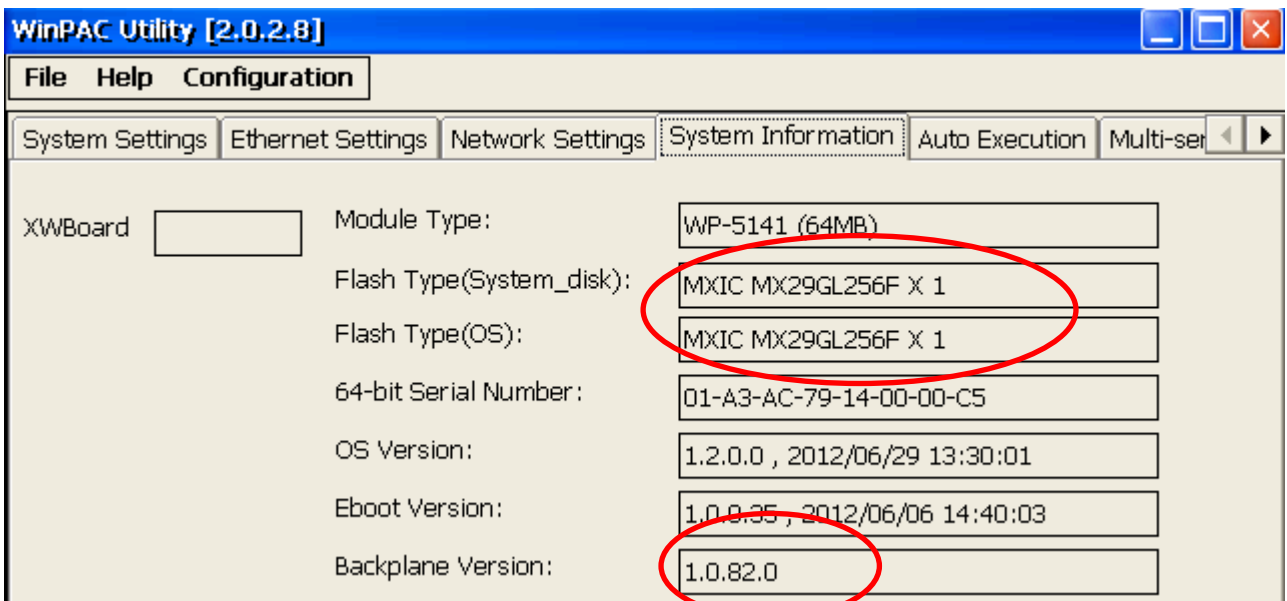 WinPAC Utility [2.0.2.8]
File Help Configuration
System Settings Ethernet Settings Network Settings System Information Auto Execution Multi-ser
XWBoard
Module Type: WP-5141 (64MB)
Flash Type(System_disk): MXIC MX29GL256F X 1
Flash Type(OS): MXIC MX29GL256F X 1
64-bit Serial Number: 01-A3-AC-79-14-00-00-C5
OS Version: 1.2.0.0 , 2012/06/29 13:30:01
Eboot Version: 1.0.0.35 , 2012/06/06 14:40:03
Backplane Version: 1.0.82.0